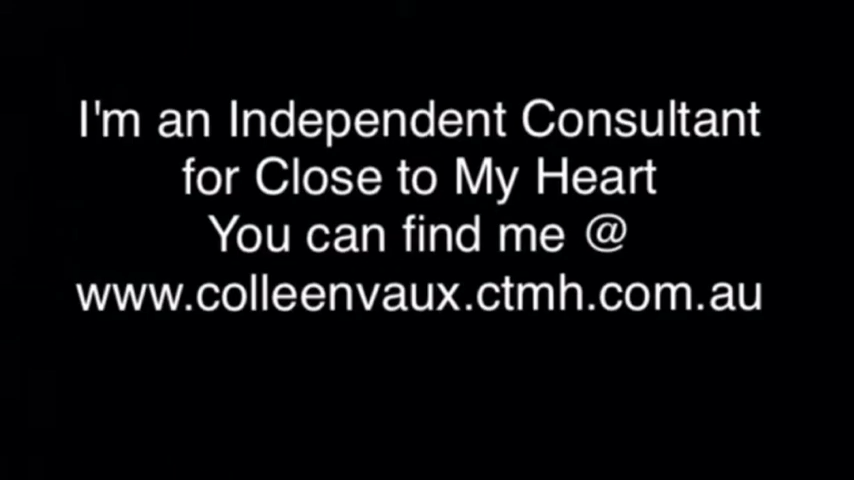 I'm an Independent Consultant
for Close to My Heart
You can find me @
www.colleenvaux.ctmh.com.au